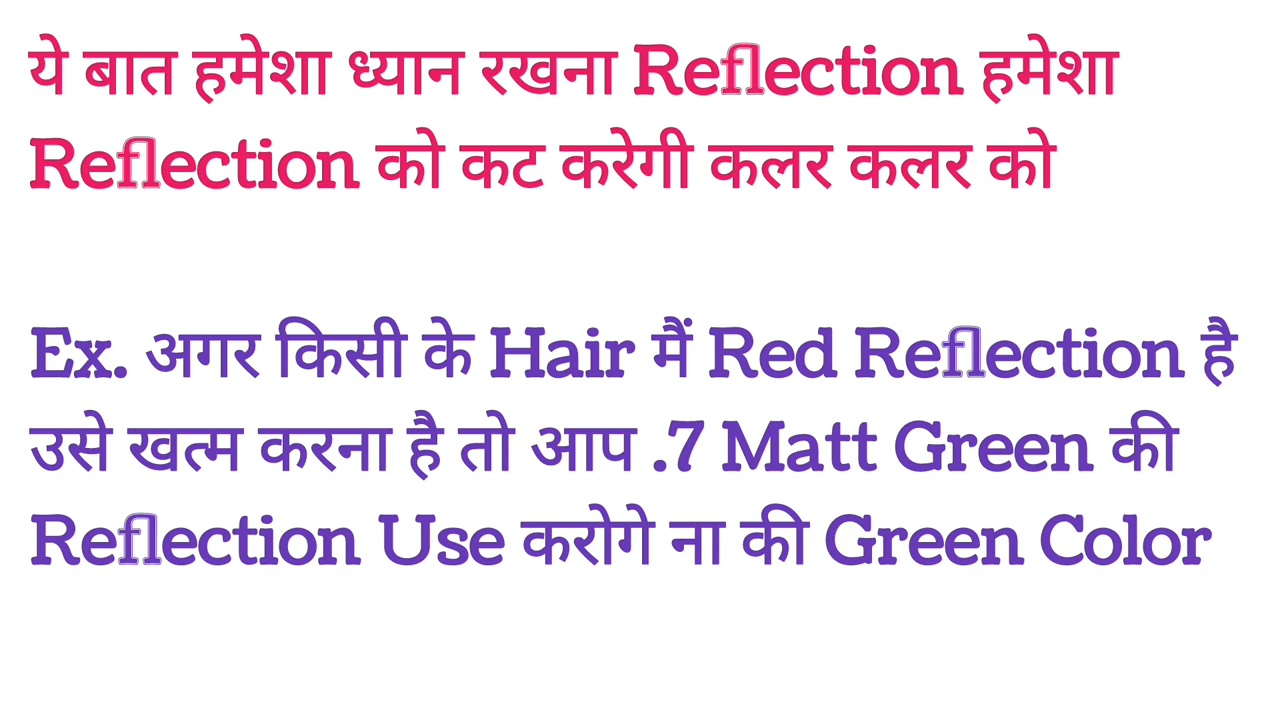 ये बात हमेशा ध्यान रखना Reflection हमेशा
Reflection को कट करेगी कलर कलर को
Ex. अगर किसी के Hair मैं Red Reflection है
उसे खत्म करना है तो आप .7 Matt Green की
Reflection Use करोगे ना की Green Color